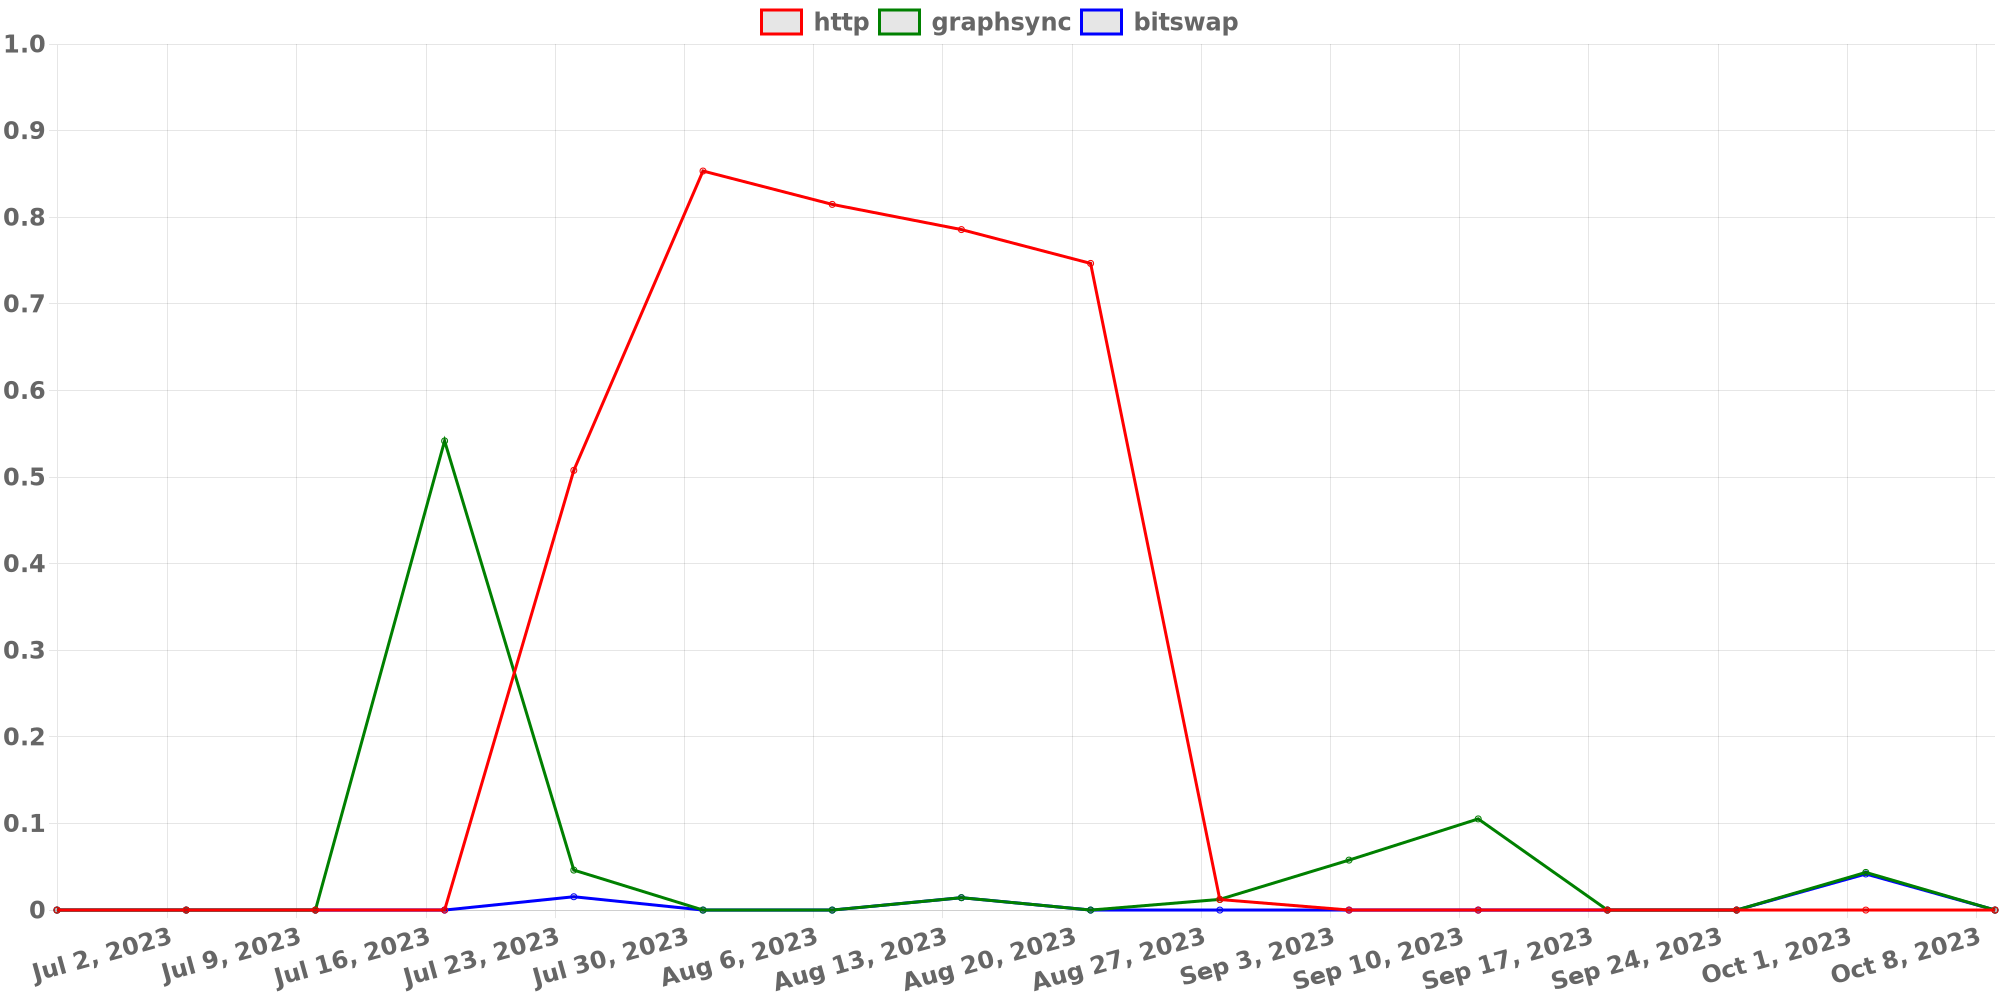 http graphsync bitswap
1.0
0.9
0.8
0.7
0.6
0.5
0.4
0.3
0.2
0.1
0
Jul 2, 2023
Jul 9, 2023
Jul 16, 2023
Jul 23, 2023
Jul 30, 2023
Aug 6, 2023
Aug 13, 2023
Aug 20, 2023
Aug 27, 2023
Sep 3, 2023
Sep 10, 2023
Sep 17, 2023
Sep 24, 2023
Oct 1, 2023
Oct 8, 2023